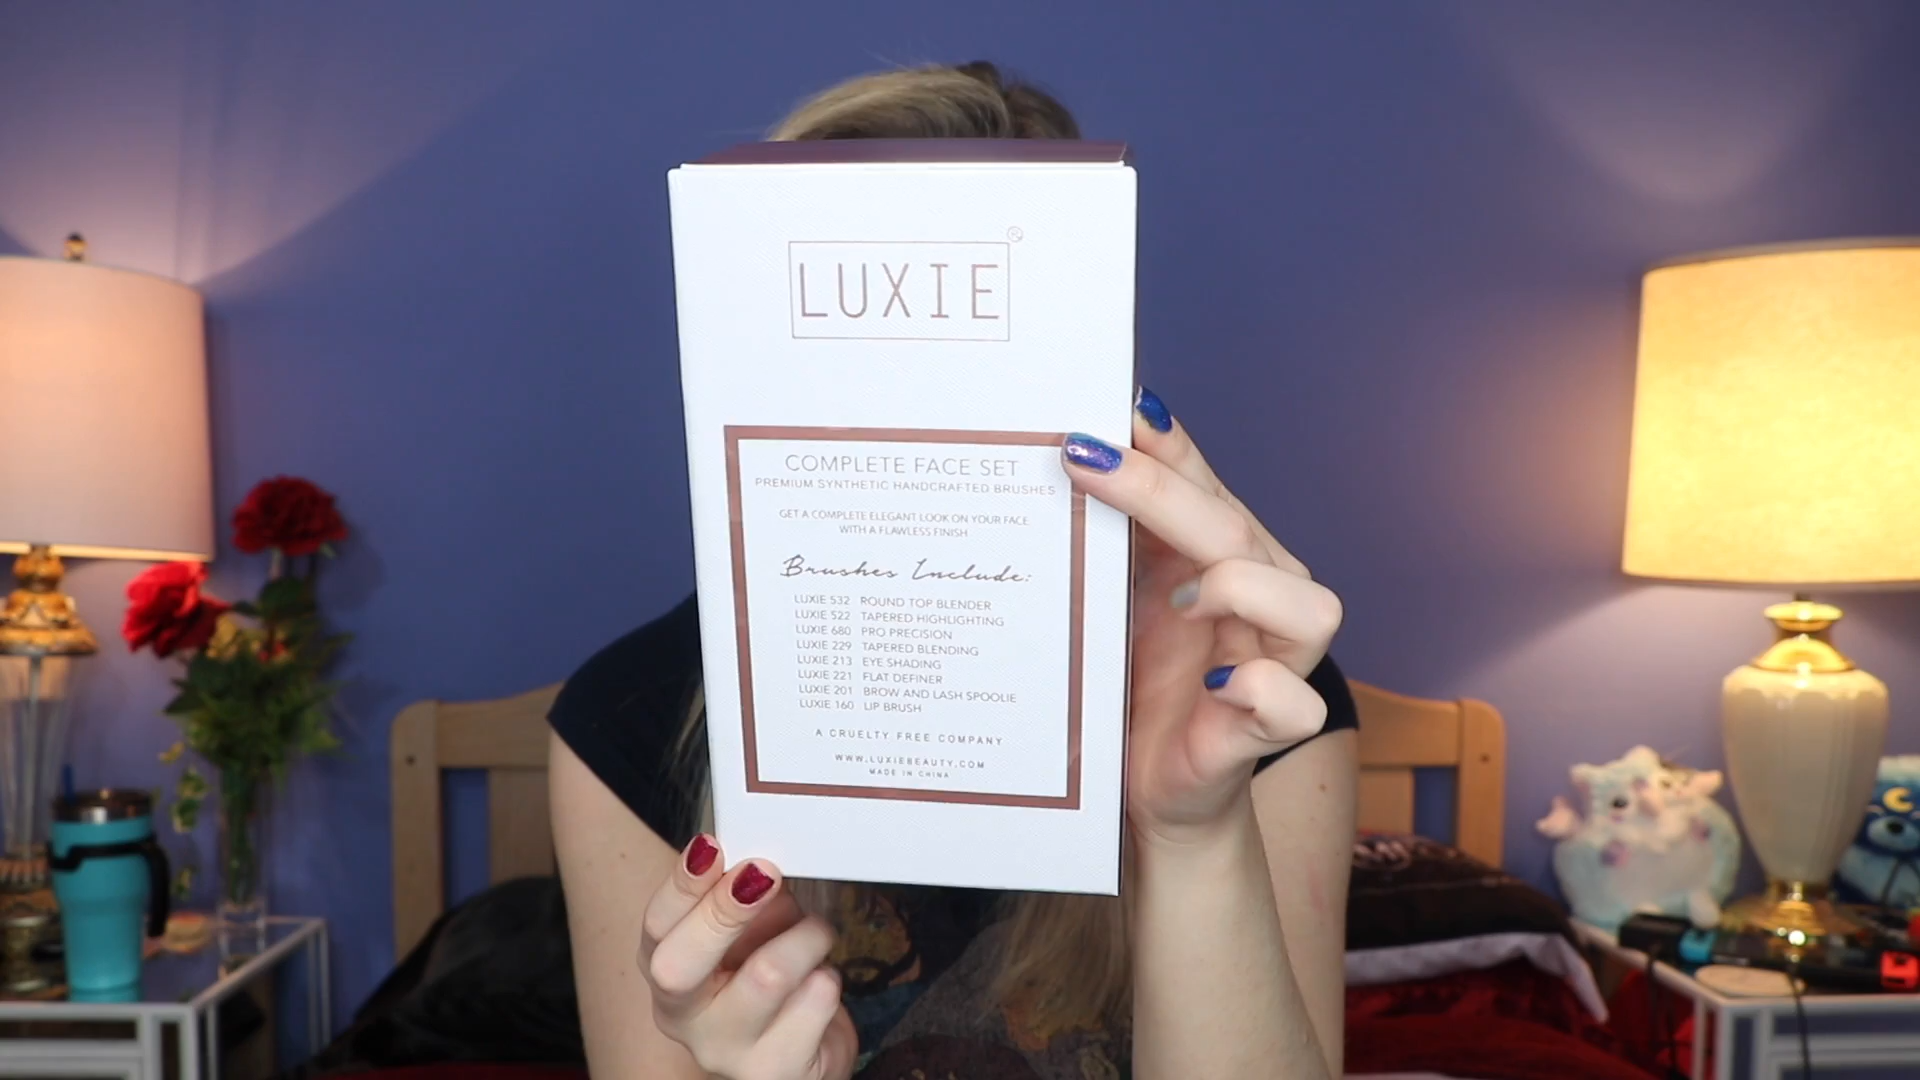 LUXIE®
COMPLETE FACE SET
PREMIUM SYNTHETIC HANDCRAFTED BRUSHES
GET A COMPLETE ELEGANT LOOK ON YOUR FACE
WITH A FLAWLESS FINISH
Brushes Include:
LUXIE 532 ROUND TOP BLENDER
LUXIE 522 TAPERED HIGHLIGHTING
LUXIE 680 PRO PRECISION
LUXIE 229 TAPERED BLENDING
LUXIE 213 EYE SHADING
LUXIE 221 FLAT DEFINER
LUXIE 201 BROW AND LASH SPOOLIE
LUXIE 160 LIP BRUSH
A CRUELTY FREE COMPANY
WWW.LUXIEBEAUTY.COM
MADE IN CHINA